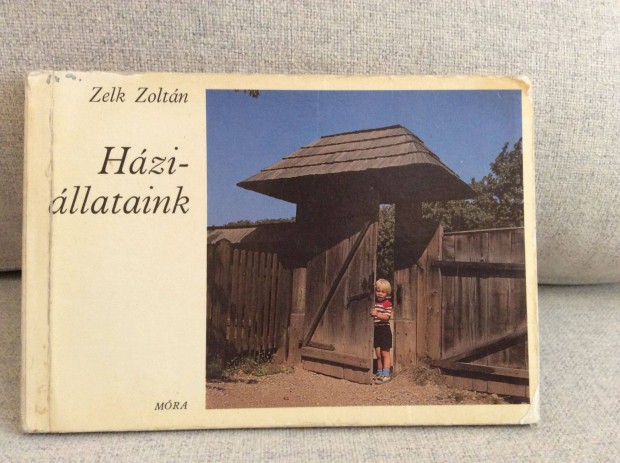 Zelk Zoltán
Házi-
állataink
MÓRA